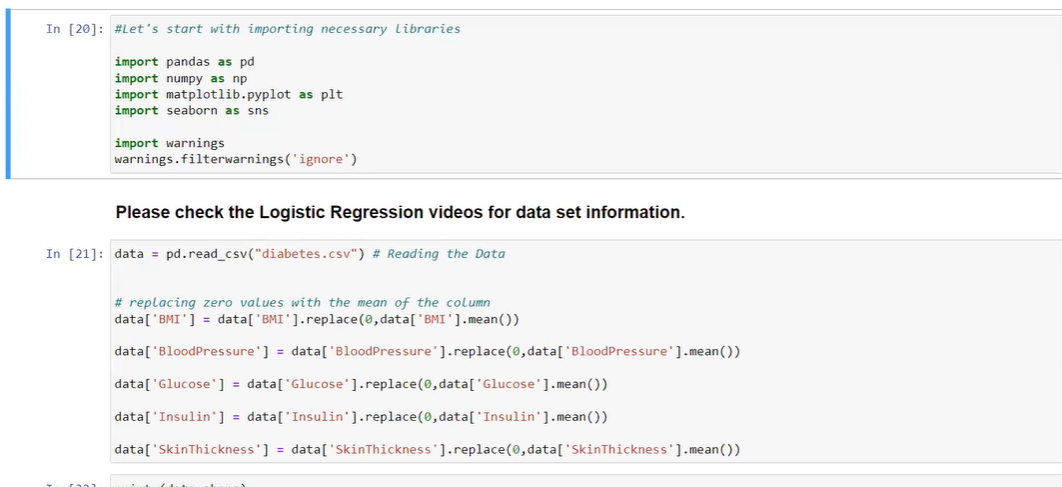 In [20]: #Let's start with importing necessary libraries
import pandas as pd
import numpy as np
import matplotlib.pyplot as plt
import seaborn as sns
import warnings
warnings.filterwarnings('ignore')
Please check the Logistic Regression videos for data set information.
In [21]: data = pd.read_csv("diabetes.csv") # Reading the Data
# replacing zero values with the mean of the column
data['BMI'] = data['BMI'].replace(0,data['BMI'].mean())
data['BloodPressure'] = data['BloodPressure'].replace(0,data['BloodPressure'].mean())
data['Glucose'] = data['Glucose'].replace(0,data['Glucose'].mean())
data['Insulin'] = data['Insulin'].replace(0,data['Insulin'].mean())
data['SkinThickness'] = data['SkinThickness'].replace(0,data['SkinThickness'].mean())